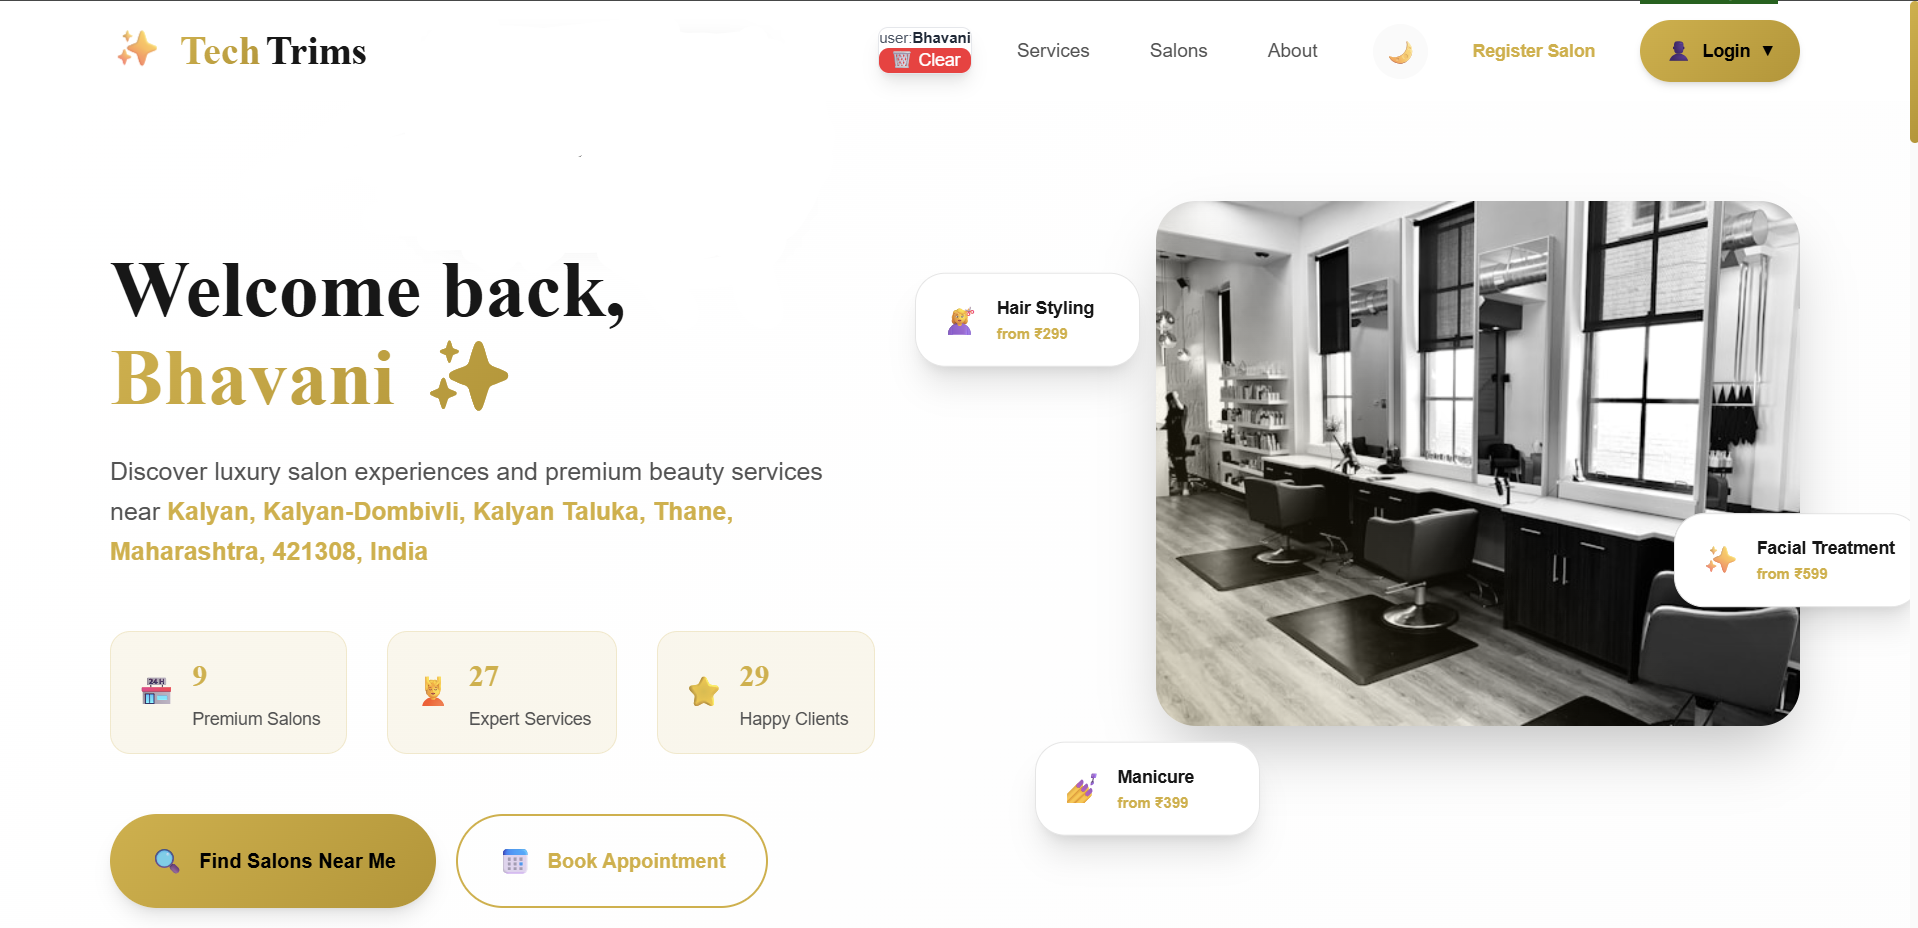 Tech Trims
user:Bhavani
Clear
Services
Salons
About
Register Salon
Login ▼
Welcome back,
Bhavani
Discover luxury salon experiences and premium beauty services
near Kalyan, Kalyan-Dombivli, Kalyan Taluka, Thane,
Maharashtra, 421308, India
9
Premium Salons
27
Expert Services
29
Happy Clients
Find Salons Near Me
Book Appointment
Hair Styling
from ₹299
Facial Treatment
from ₹599
Manicure
from ₹399